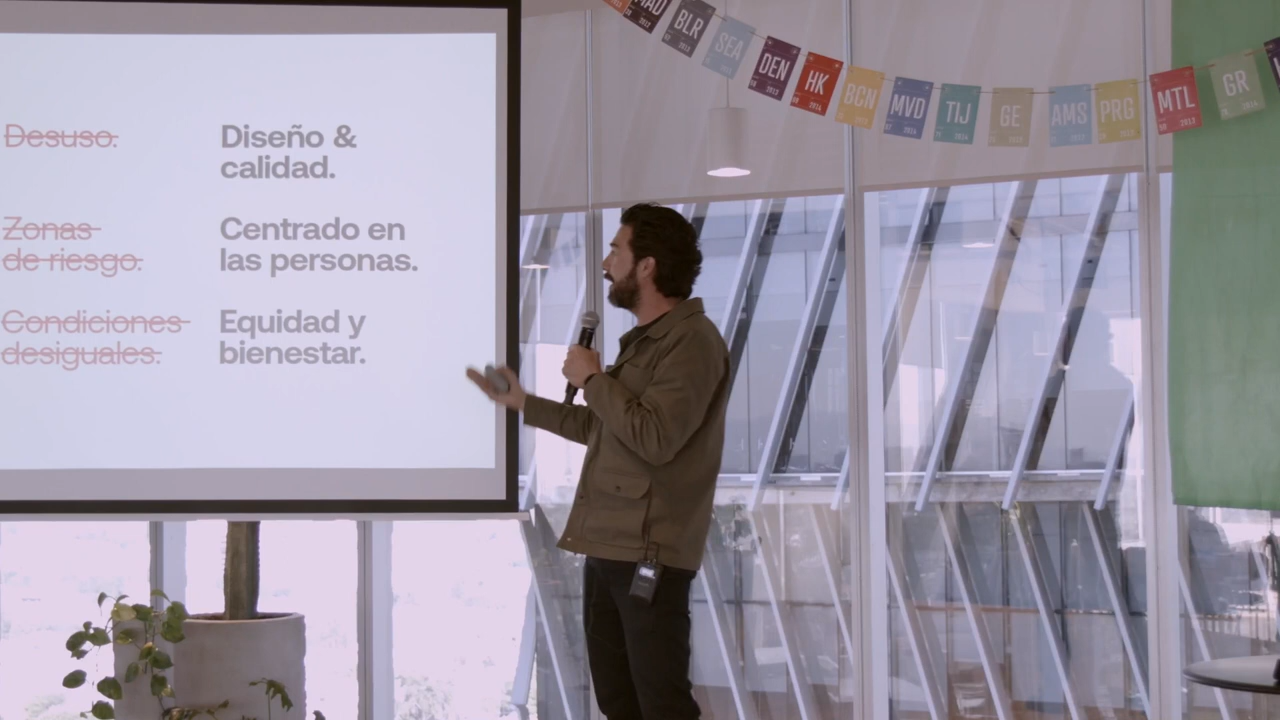 MAD
BLR
SEA
DEN
HK
BCN
MVD
TIJ
GE
AMS
PRG
MTL
GR
Desuso.
Diseño &
calidad.
Zonas
de riesgo.
Centrado en
las personas.
Condiciones
desiguales.
Equidad y
bienestar.